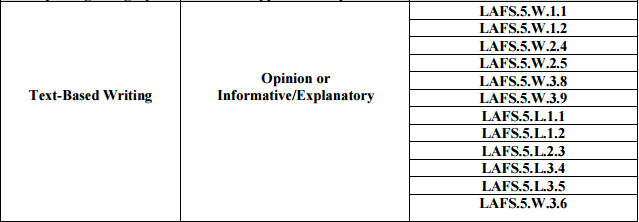 LAFS.5.W.1.1
LAFS.5.W.1.2
LAFS.5.W.2.4
LAFS.5.W.2.5
LAFS.5.W.3.8
LAFS.5.W.3.9
LAFS.5.L.1.1
LAFS.5.L.1.2
LAFS.5.L.2.3
LAFS.5.L.3.4
LAFS.5.L.3.5
LAFS.5.W.3.6
Text-Based Writing
Opinion or
Informative/Explanatory